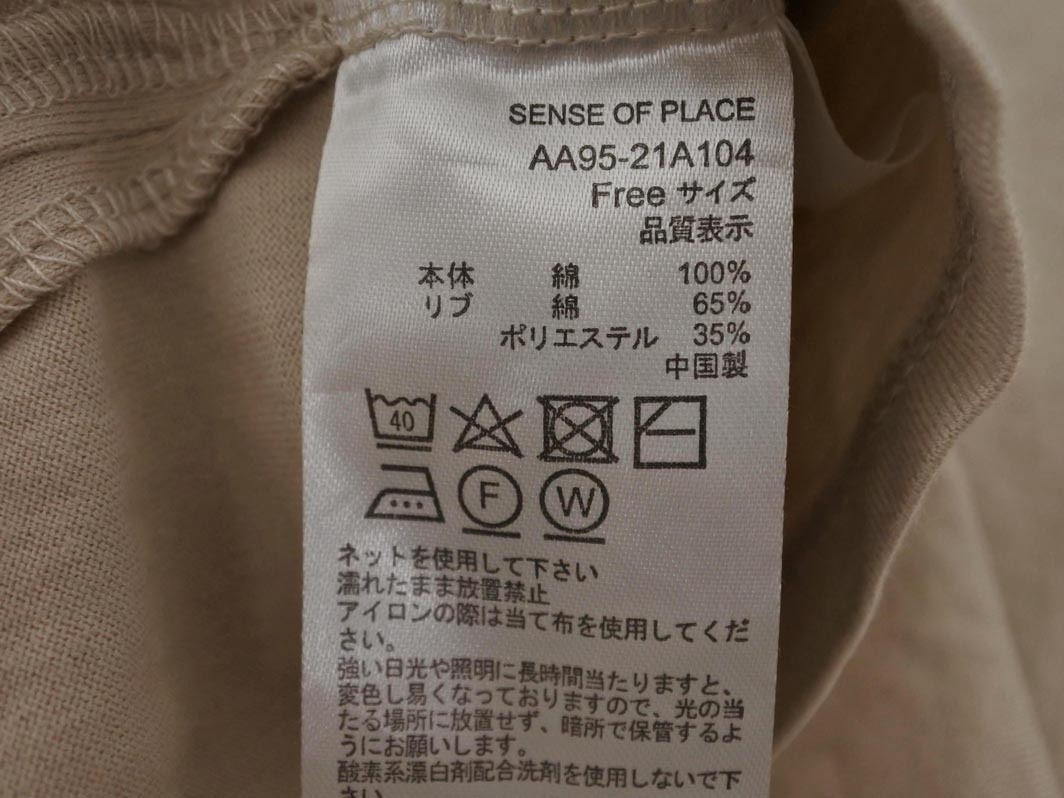 SENSE OF PLACE
AA95-21A104
Free サイズ
品質表示
本体 綿 100%
リブ 綿 65%
ポリエステル 35%
中国製
40
F W
ネットを使用して下さい
濡れたまま放置禁止
アイロンの際は当て布を使用してくだ
さい。
強い日光や照明に長時間当たりますと、
変色し易くなっておりますので、光の当
たる場所に放置せず、暗所で保管するよ
うにお願いします。
酸素系漂白剤配合洗剤を使用しないで下
さい